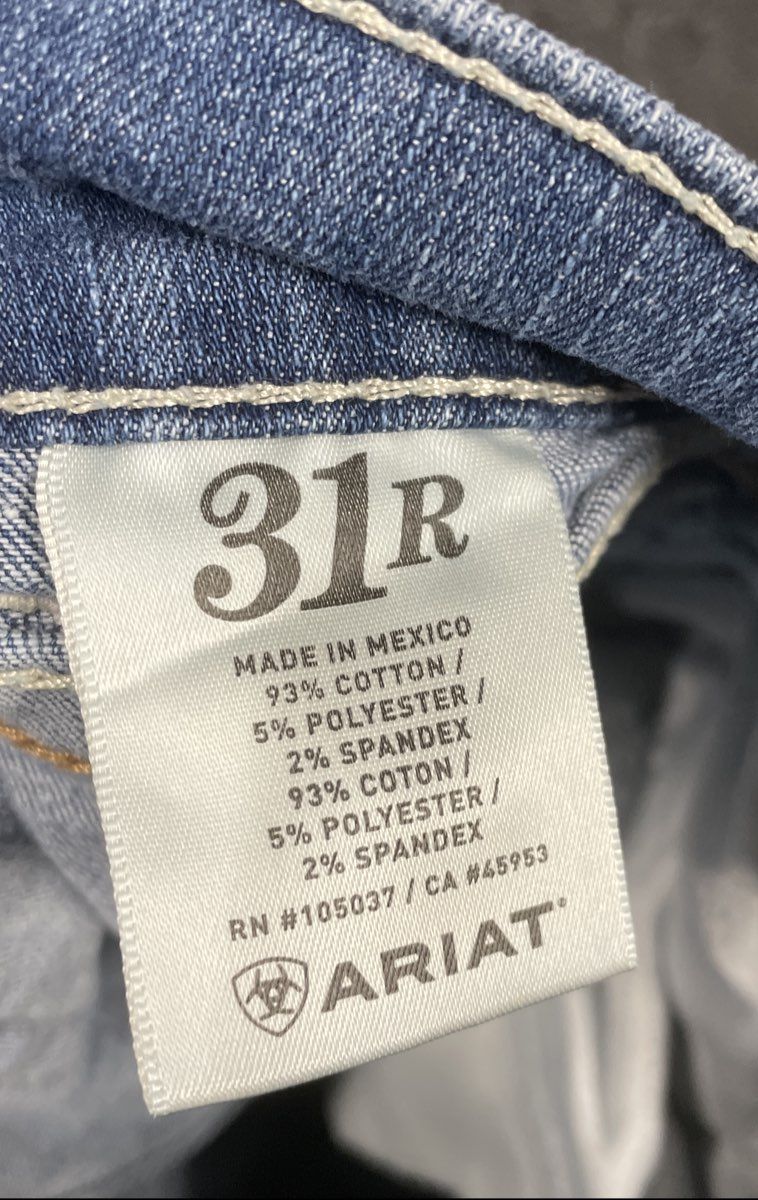 31R
MADE IN MEXICO
93% COTTON /
5% POLYESTER /
2% SPANDEX
93% COTON /
5% POLYESTER /
2% SPANDEX
RN #105037 / CA #45953
ARIAT